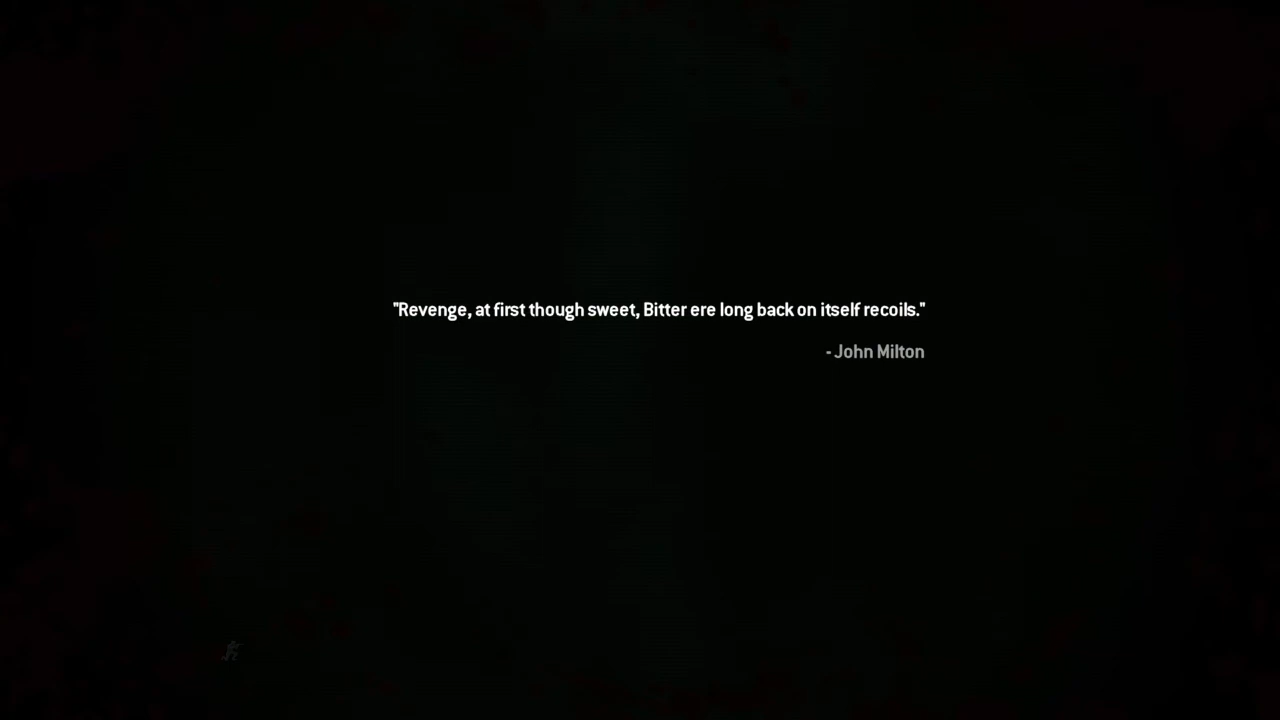 "Revenge, at first though sweet, Bitter ere long back on itself recoils."
- John Milton